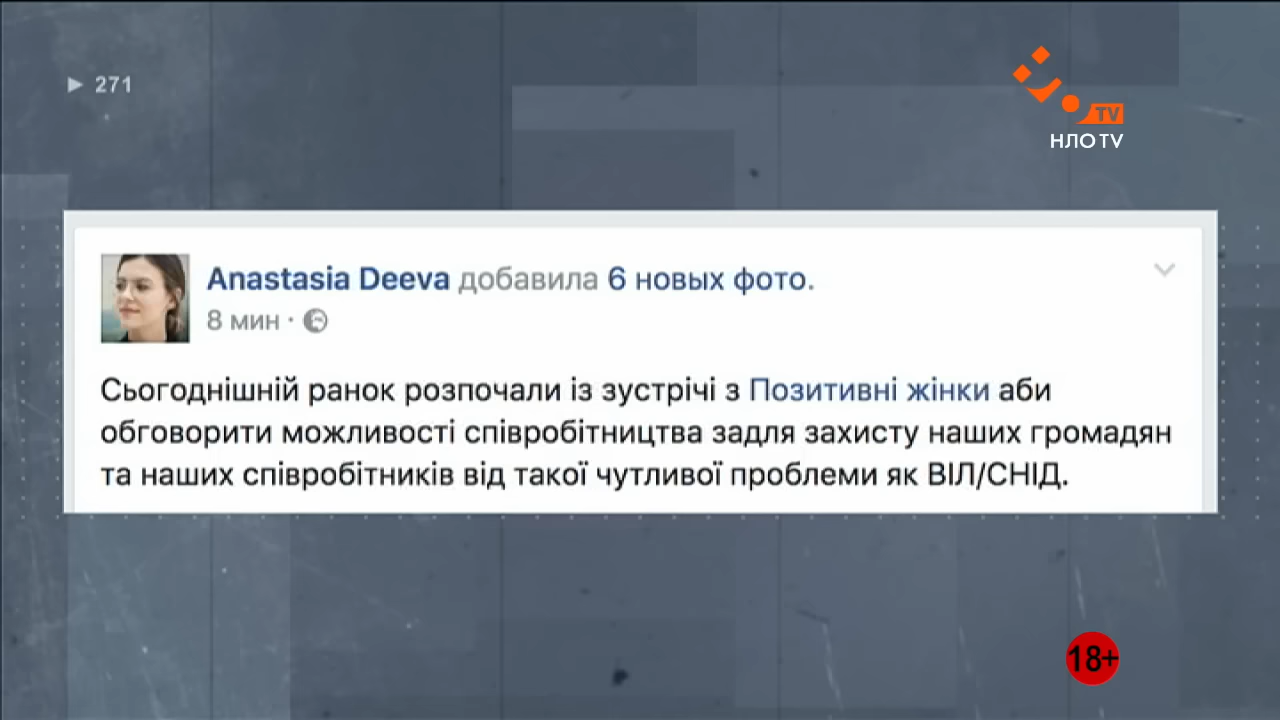 271
TV
НЛО TV
Anastasia Deeva добавила 6 новых фото.
8 мин ·
Сьогоднішній ранок розпочали із зустрічі з Позитивні жінки аби
обговорити можливості співробітництва задля захисту наших громадян
та наших співробітників від такої чутливої проблеми як ВІЛ/СНІД.
18+